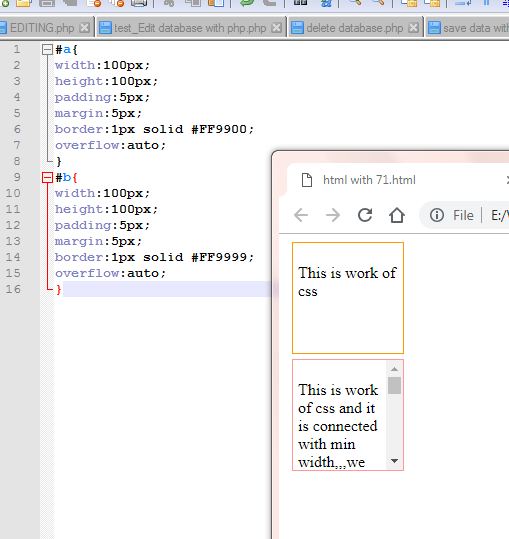 EDITING.php test_Edit database with php.php delete database.php save data with
1 #a{
2 width:100px;
3 height:100px;
4 padding:5px;
5 margin:5px;
6 border:1px solid #FF9900;
7 overflow:auto;
8 }
9 #b{
10 width:100px;
11 height:100px;
12 padding:5px;
13 margin:5px;
14 border:1px solid #FF9999;
15 overflow:auto;
16 }
html with 71.html
File | E:/
This is work of
css
This is work
of css and it
is connected
with min
width,,,we